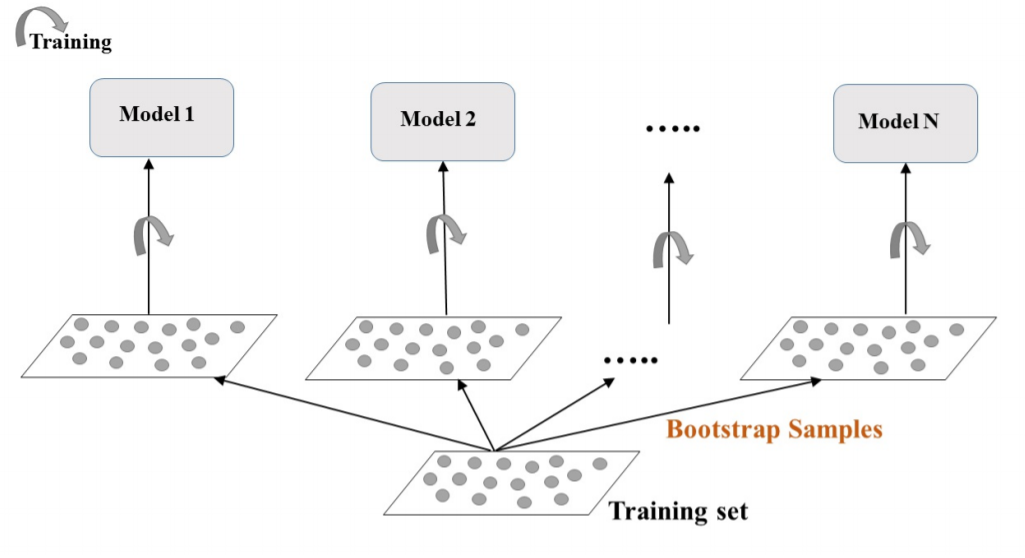 Training
Model 1
Model 2
.....
Model N
.....
Bootstrap Samples
Training set